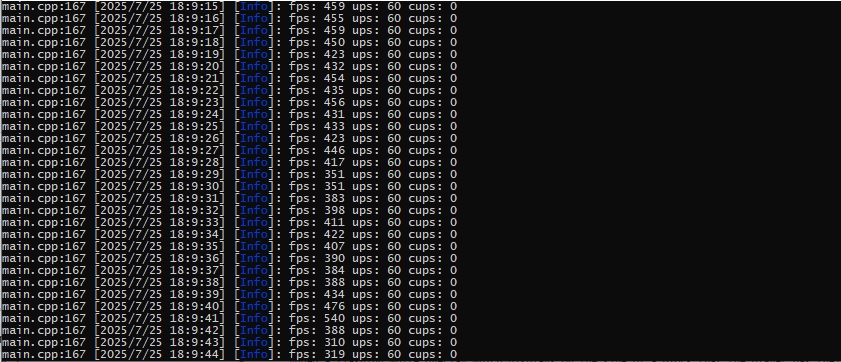 main.cpp:167 [2025/7/25 18:9:15] [Info]: fps: 459 ups: 60 cups: 0
main.cpp:167 [2025/7/25 18:9:16] [Info]: fps: 455 ups: 60 cups: 0
main.cpp:167 [2025/7/25 18:9:17] [Info]: fps: 459 ups: 60 cups: 0
main.cpp:167 [2025/7/25 18:9:18] [Info]: fps: 450 ups: 60 cups: 0
main.cpp:167 [2025/7/25 18:9:19] [Info]: fps: 423 ups: 60 cups: 0
main.cpp:167 [2025/7/25 18:9:20] [Info]: fps: 432 ups: 60 cups: 0
main.cpp:167 [2025/7/25 18:9:21] [Info]: fps: 454 ups: 60 cups: 0
main.cpp:167 [2025/7/25 18:9:22] [Info]: fps: 435 ups: 60 cups: 0
main.cpp:167 [2025/7/25 18:9:23] [Info]: fps: 456 ups: 60 cups: 0
main.cpp:167 [2025/7/25 18:9:24] [Info]: fps: 431 ups: 60 cups: 0
main.cpp:167 [2025/7/25 18:9:25] [Info]: fps: 433 ups: 60 cups: 0
main.cpp:167 [2025/7/25 18:9:26] [Info]: fps: 423 ups: 60 cups: 0
main.cpp:167 [2025/7/25 18:9:27] [Info]: fps: 446 ups: 60 cups: 0
main.cpp:167 [2025/7/25 18:9:28] [Info]: fps: 417 ups: 60 cups: 0
main.cpp:167 [2025/7/25 18:9:29] [Info]: fps: 351 ups: 60 cups: 0
main.cpp:167 [2025/7/25 18:9:30] [Info]: fps: 351 ups: 60 cups: 0
main.cpp:167 [2025/7/25 18:9:31] [Info]: fps: 383 ups: 60 cups: 0
main.cpp:167 [2025/7/25 18:9:32] [Info]: fps: 398 ups: 60 cups: 0
main.cpp:167 [2025/7/25 18:9:33] [Info]: fps: 411 ups: 60 cups: 0
main.cpp:167 [2025/7/25 18:9:34] [Info]: fps: 422 ups: 60 cups: 0
main.cpp:167 [2025/7/25 18:9:35] [Info]: fps: 407 ups: 60 cups: 0
main.cpp:167 [2025/7/25 18:9:36] [Info]: fps: 390 ups: 60 cups: 0
main.cpp:167 [2025/7/25 18:9:37] [Info]: fps: 384 ups: 60 cups: 0
main.cpp:167 [2025/7/25 18:9:38] [Info]: fps: 388 ups: 60 cups: 0
main.cpp:167 [2025/7/25 18:9:39] [Info]: fps: 434 ups: 60 cups: 0
main.cpp:167 [2025/7/25 18:9:40] [Info]: fps: 476 ups: 60 cups: 0
main.cpp:167 [2025/7/25 18:9:41] [Info]: fps: 540 ups: 60 cups: 0
main.cpp:167 [2025/7/25 18:9:42] [Info]: fps: 388 ups: 60 cups: 0
main.cpp:167 [2025/7/25 18:9:43] [Info]: fps: 310 ups: 60 cups: 0
main.cpp:167 [2025/7/25 18:9:44] [Info]: fps: 319 ups: 60 cups: 0